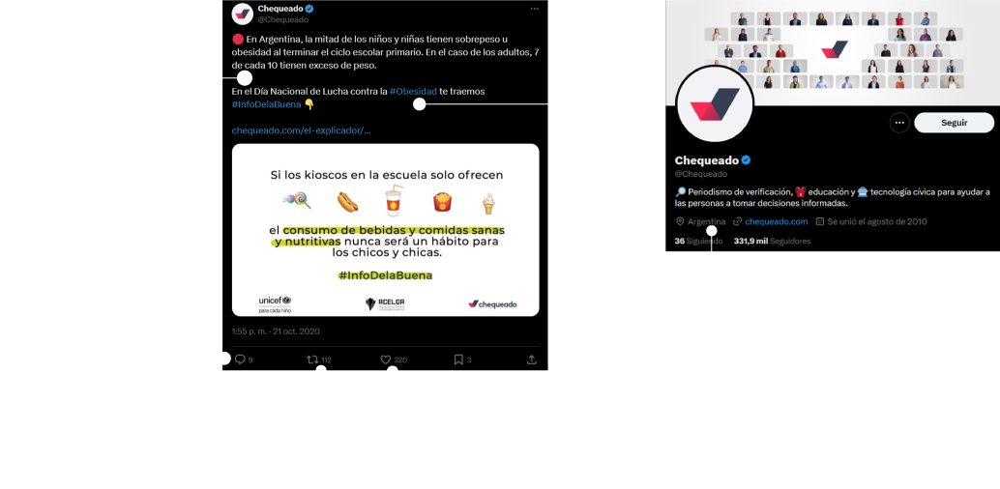 Chequeado
@Chequeado
En Argentina, la mitad de los niños y niñas tienen sobrepeso u
obesidad al terminar el ciclo escolar primario. En el caso de los adultos, 7
de cada 10 tienen exceso de peso.
En el Día Nacional de Lucha contra la #Obesidad te traemos
#InfoDelaBuena 👇
chequeado.com/el-explicador/...
Si los kioscos en la escuela solo ofrecen
el consumo de bebidas y comidas sanas
y nutritivas nunca será un hábito para
los chicos y chicas.
#InfoDelaBuena
unicef
para cada niño
ACELGA
chequeado
1:55 p. m. · 21 oct. 2020
9
112
320
3
Seguir
Chequeado
@Chequeado
🔎 Periodismo de verificación, educación y tecnología cívica para ayudar a
las personas a tomar decisiones informadas.
Argentina chequeado.com Se unió el agosto de 2010
36 Siguiendo 331,9 mil Seguidores